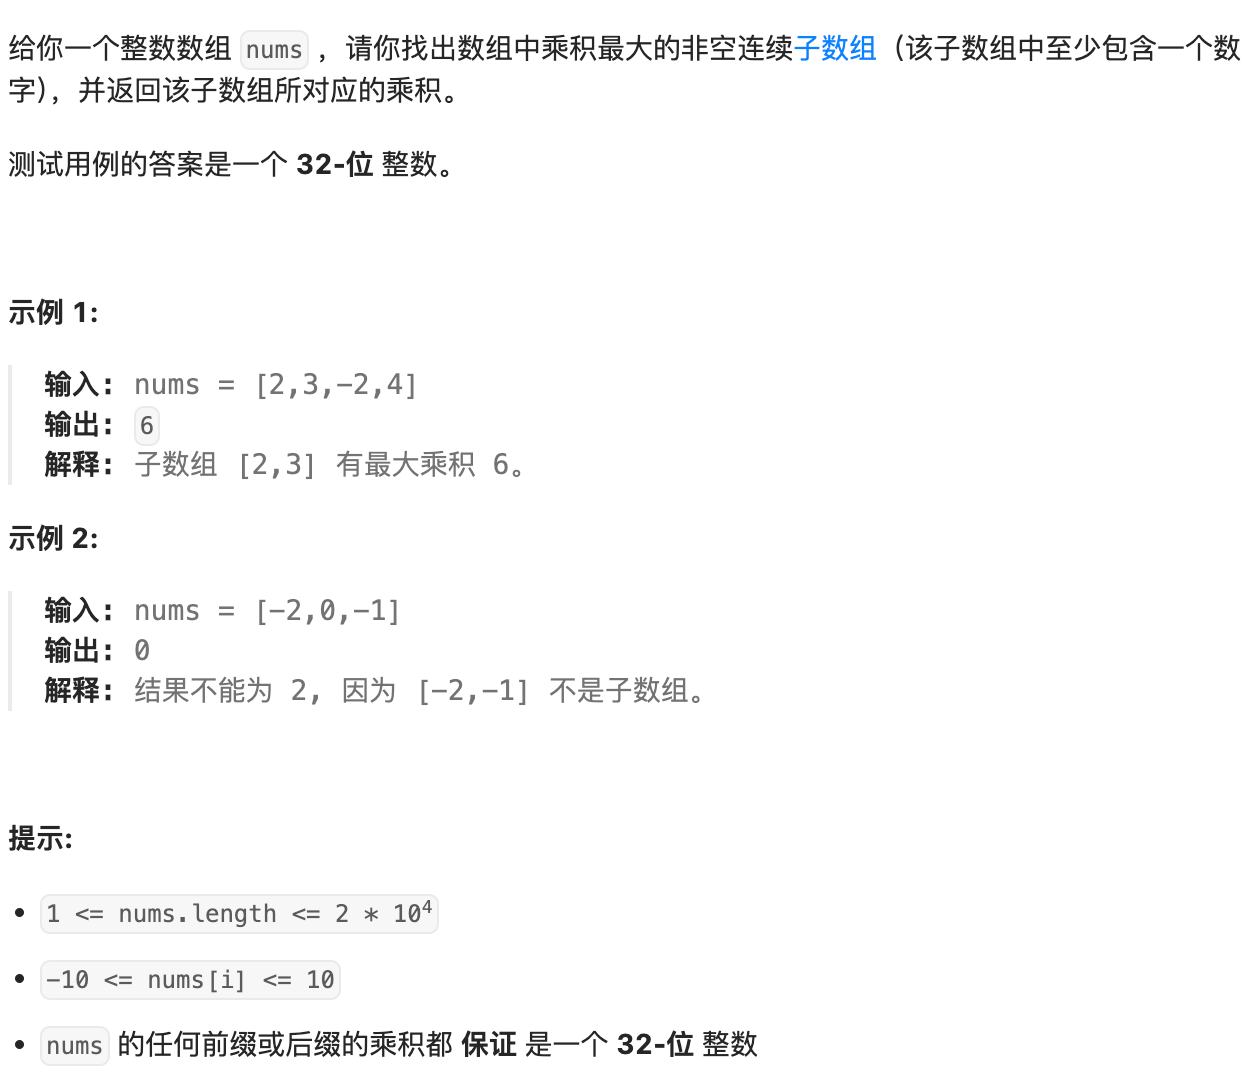 给你一个整数数组 nums ，请你找出数组中乘积最大的非空连续子数组（该子数组中至少包含一个数
字），并返回该子数组所对应的乘积。
测试用例的答案是一个 32-位 整数。
示例 1:
输入: nums = [2,3,-2,4]
输出: 6
解释: 子数组 [2,3] 有最大乘积 6。
示例 2:
输入: nums = [-2,0,-1]
输出: 0
解释: 结果不能为 2, 因为 [-2,-1] 不是子数组。
提示:
• 1 <= nums.length <= 2 * 10⁴
• -10 <= nums[i] <= 10
• nums 的任何前缀或后缀的乘积都 保证 是一个 32-位 整数